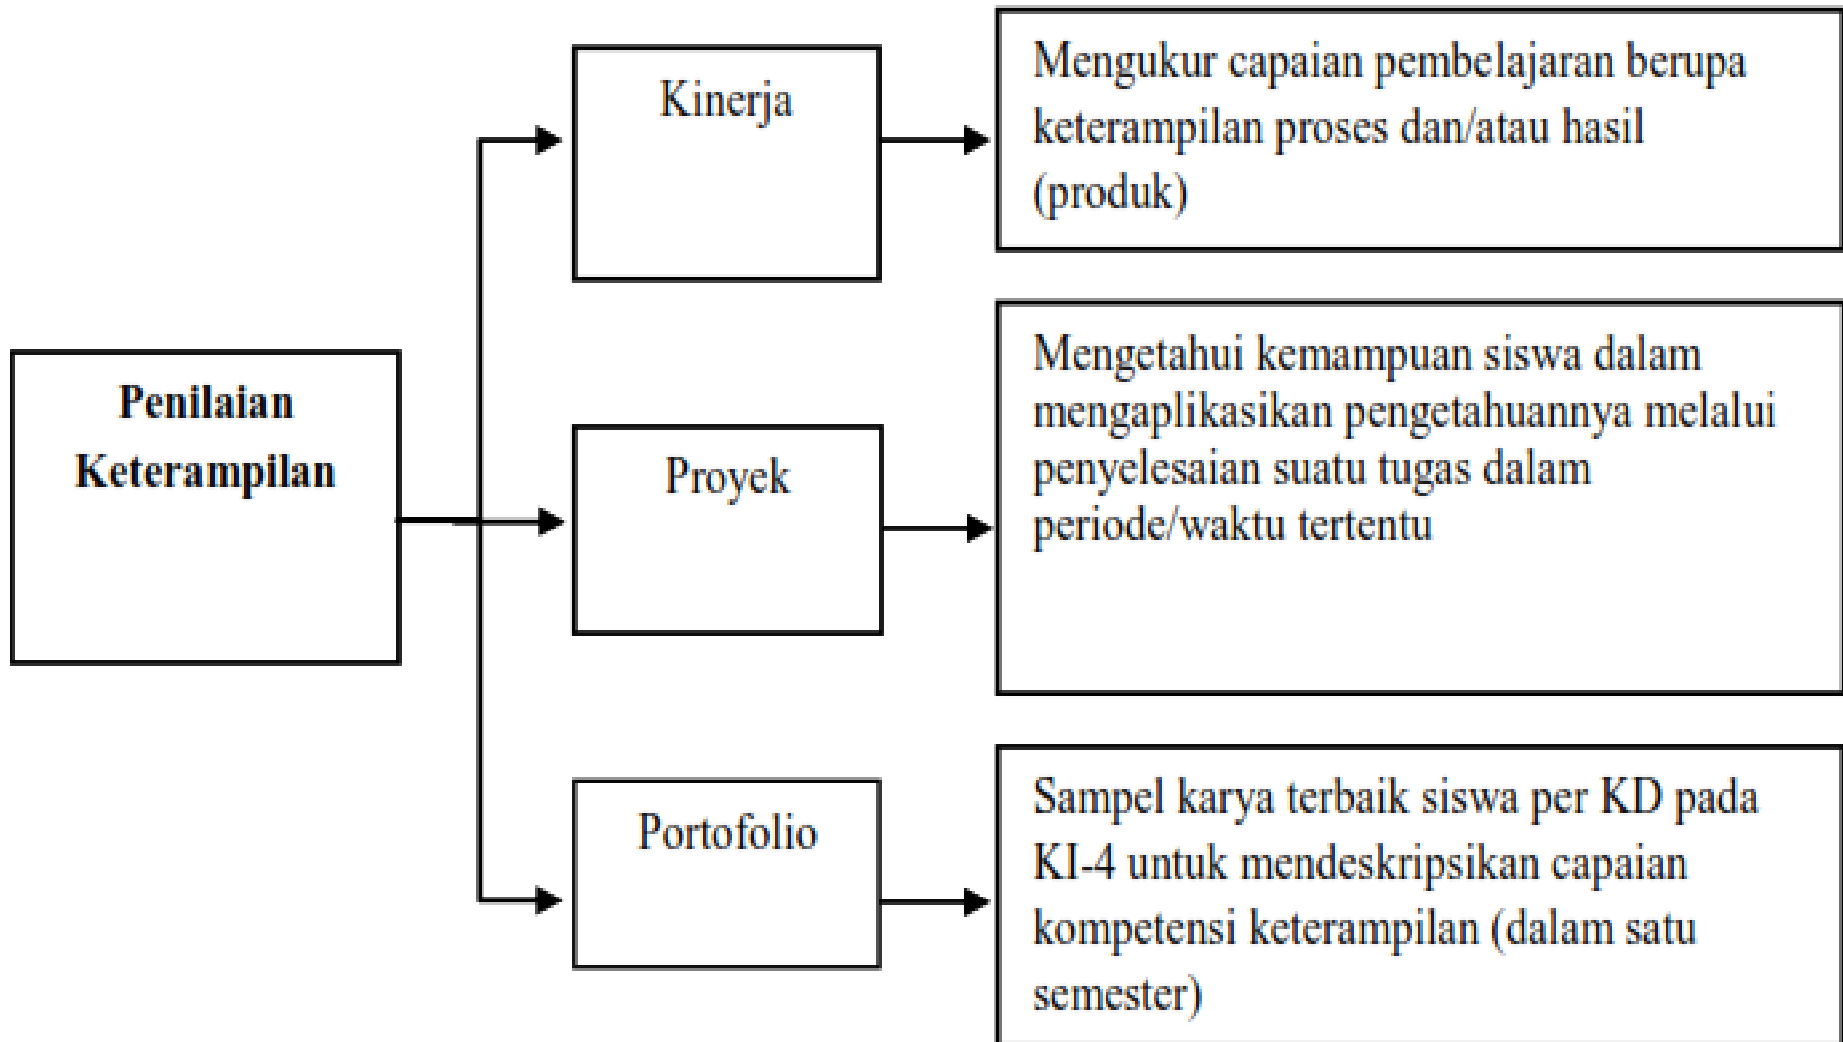 Penilaian
Keterampilan
Kinerja
Mengukur capaian pembelajaran berupa
keterampilan proses dan/atau hasil
(produk)
Proyek
Mengetahui kemampuan siswa dalam
mengaplikasikan pengetahuannya melalui
penyelesaian suatu tugas dalam
periode/waktu tertentu
Portofolio
Sampel karya terbaik siswa per KD pada
KI-4 untuk mendeskripsikan capaian
kompetensi keterampilan (dalam satu
semester)